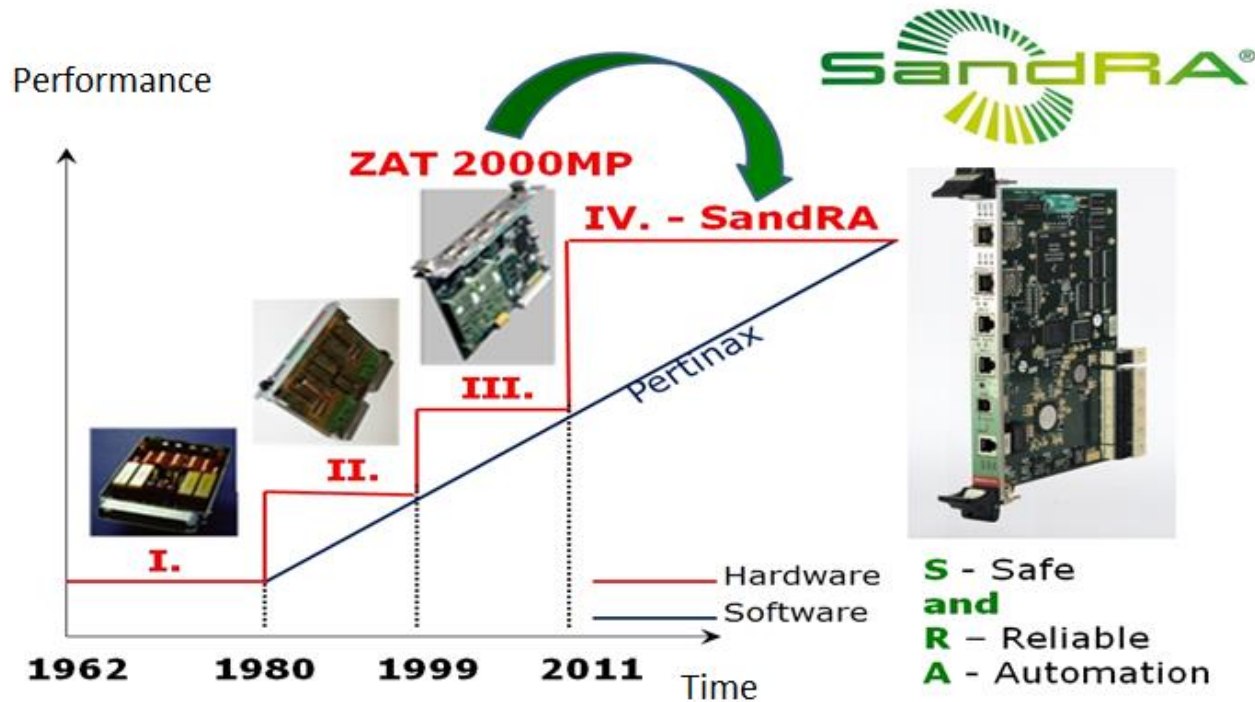 SandRA®
Performance
ZAT 2000MP
IV. - SandRA
Pertinax
III.
II.
I.
Hardware
Software
1962 1980 1999 2011
Time
S - Safe
and
R – Reliable
A - Automation